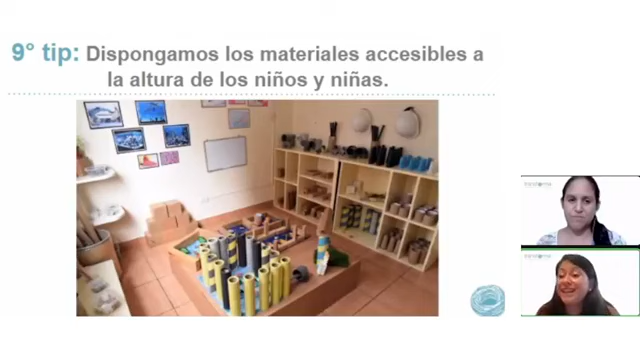 9° tip: Dispongamos los materiales accesibles a
la altura de los niños y niñas.